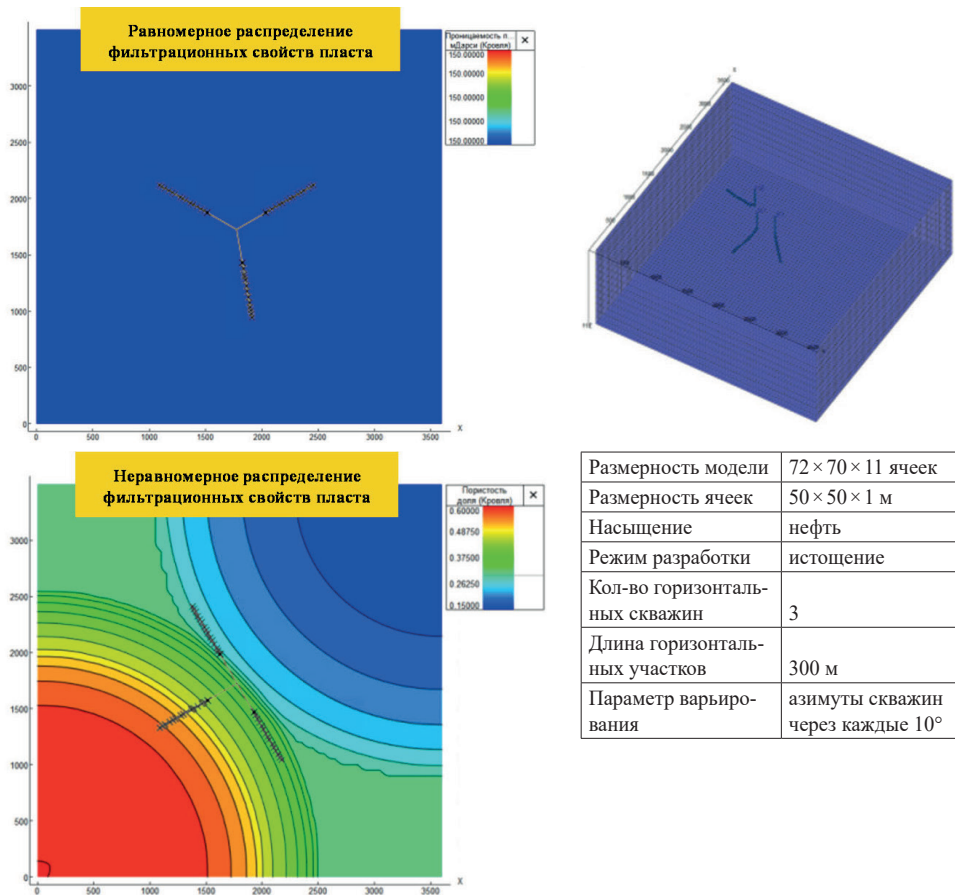 Равномерное распределение
фильтрационных свойств пласта
Проницаемость п...
мДарси (Кровля)
150.00000
150.00000
150.00000
150.00000
150.00000
3000
2500
2000
1500
1000
500
0
0
500
1000
1500
2000
2500
3000
3500
X
Неравномерное распределение
фильтрационных свойств пласта
Пористость
доля (Кровля)
0.60000
0.48750
0.37500
0.26250
0.15000
3000
2500
2000
1500
1000
500
0
0
500
1000
1500
2000
2500
3000
3500
X
Размерность модели 72 × 70 × 11 ячеек
Размерность ячеек 50 × 50 × 1 м
Насыщение нефть
Режим разработки истощение
Кол-во горизонталь-
ных скважин 3
Длина горизонталь-
ных участков 300 м
Параметр варьиро- азимуты скважин
вания через каждые 10°